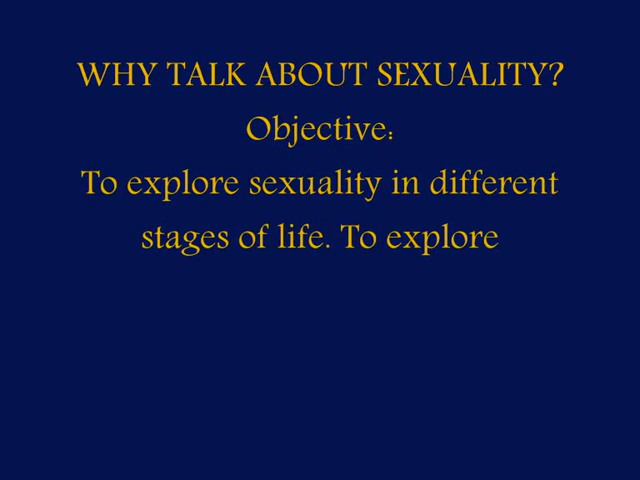 WHY TALK ABOUT SEXUALITY?
Objective:
To explore sexuality in different
stages of life. To explore